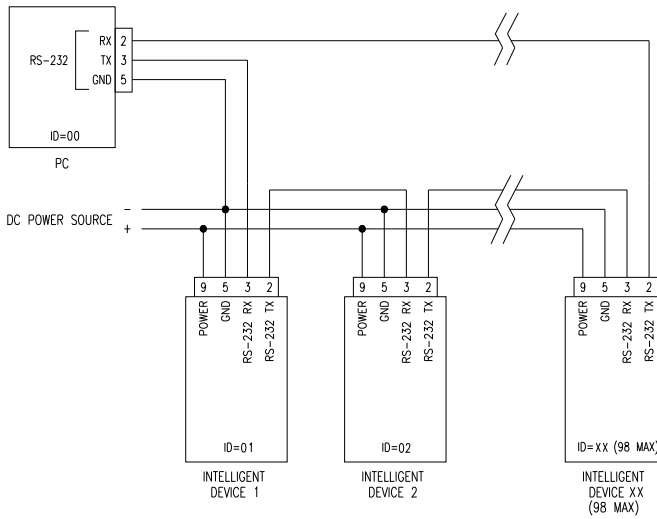 RS-232
RX 2
TX 3
GND 5
ID=00
PC
DC POWER SOURCE
-
+
9 5 3 2
POWER
GND
RS-232 RX
RS-232 TX
ID=01
INTELLIGENT
DEVICE 1
9 5 3 2
POWER
GND
RS-232 RX
RS-232 TX
ID=02
INTELLIGENT
DEVICE 2
9 5 3 2
POWER
GND
RS-232 RX
RS-232 TX
ID=XX (98 MAX)
INTELLIGENT
DEVICE XX
(98 MAX)